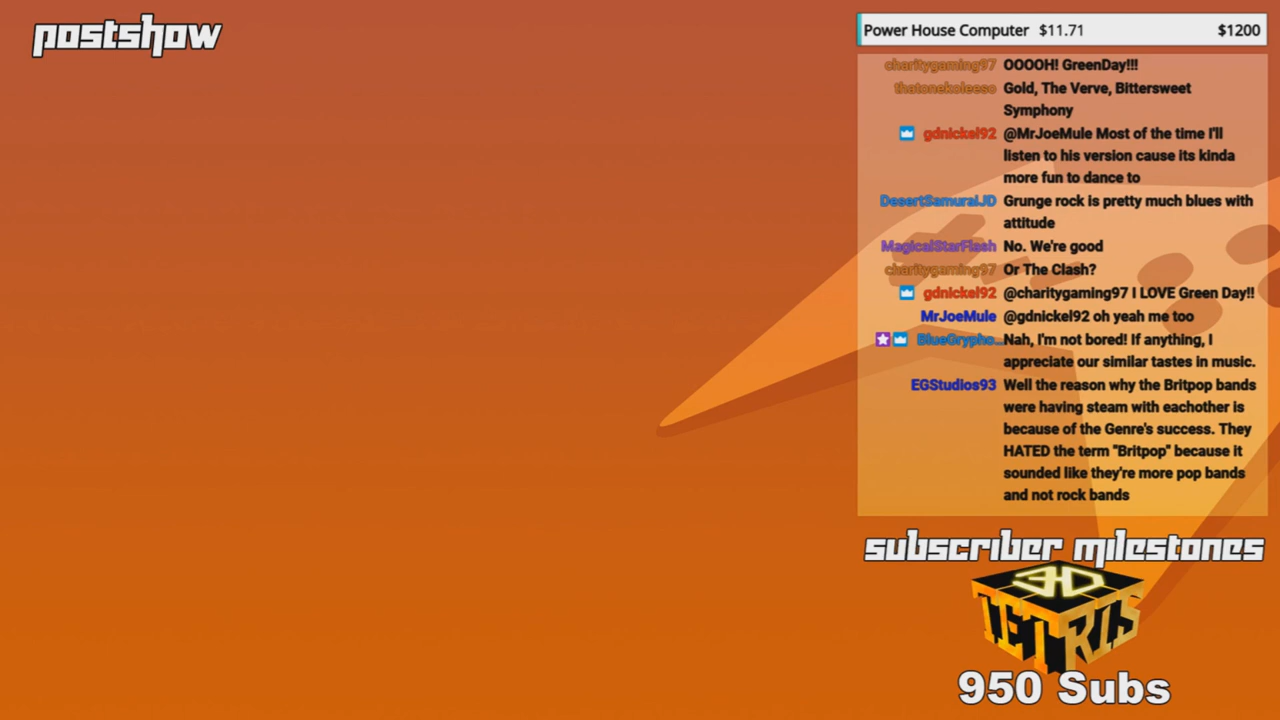 postshow
Power House Computer $11.71 $1200
charitygaming97 OOOOH! GreenDay!!!
thatonekoleeso Gold, The Verve, Bittersweet
Symphony
gdnickel92 @MrJoeMule Most of the time I'll
listen to his version cause its kinda
more fun to dance to
DesertSamuraiJD Grunge rock is pretty much blues with
attitude
MagicalStarFlash No. We're good
charitygaming97 Or The Clash?
gdnickel92 @charitygaming97 I LOVE Green Day!!
MrJoeMule @gdnickel92 oh yeah me too
BlueGrypho... Nah, I'm not bored! If anything, I
appreciate our similar tastes in music.
EGStudios93 Well the reason why the Britpop bands
were having steam with eachother is
because of the Genre's success. They
HATED the term "Britpop" because it
sounded like they're more pop bands
and not rock bands
subscriber milestones
3D
TETRIS
950 Subs